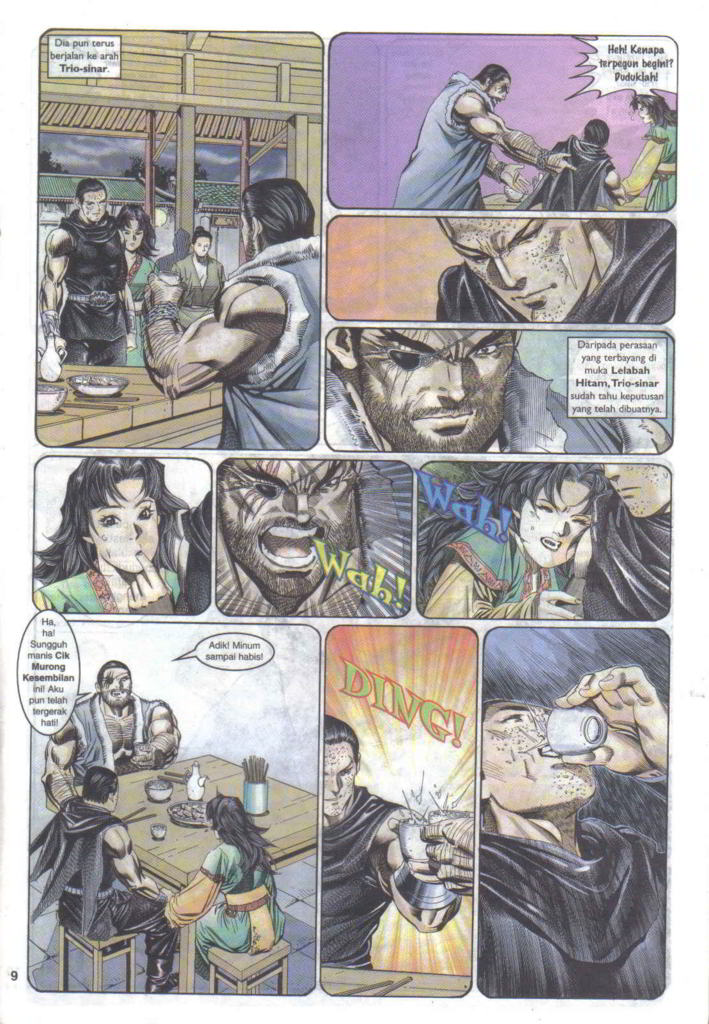 Dia pun terus
berjalan ke arah
Trio-sinar.
Heh! Kenapa
terpegun begini?
Duduklah!
Daripada perasaan
yang terbayang di
muka Lelabah
Hitam, Trio-sinar
sudah tahu keputusan
yang telah dibuatnya.
Wah!
Wah!
Ha,
ha!
Sungguh
manis Cik
Murong
Kesembilan
ini! Aku
pun telah
tergerak
hati!
Adik! Minum
sampai habis!
DING!
9